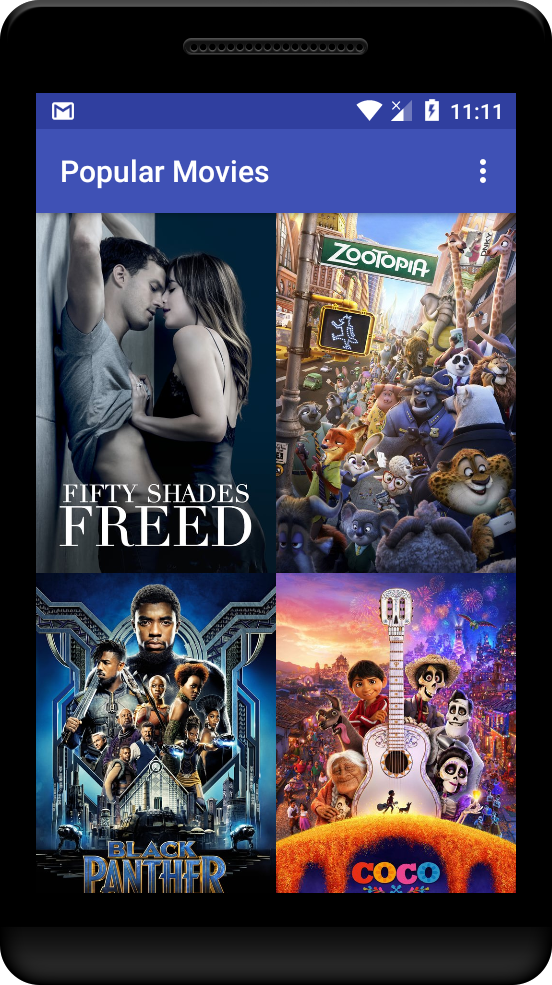 11:11
Popular Movies
ZOOTOPIA
FIFTY SHADES
FREED
BLACK
PANTHER
COCO